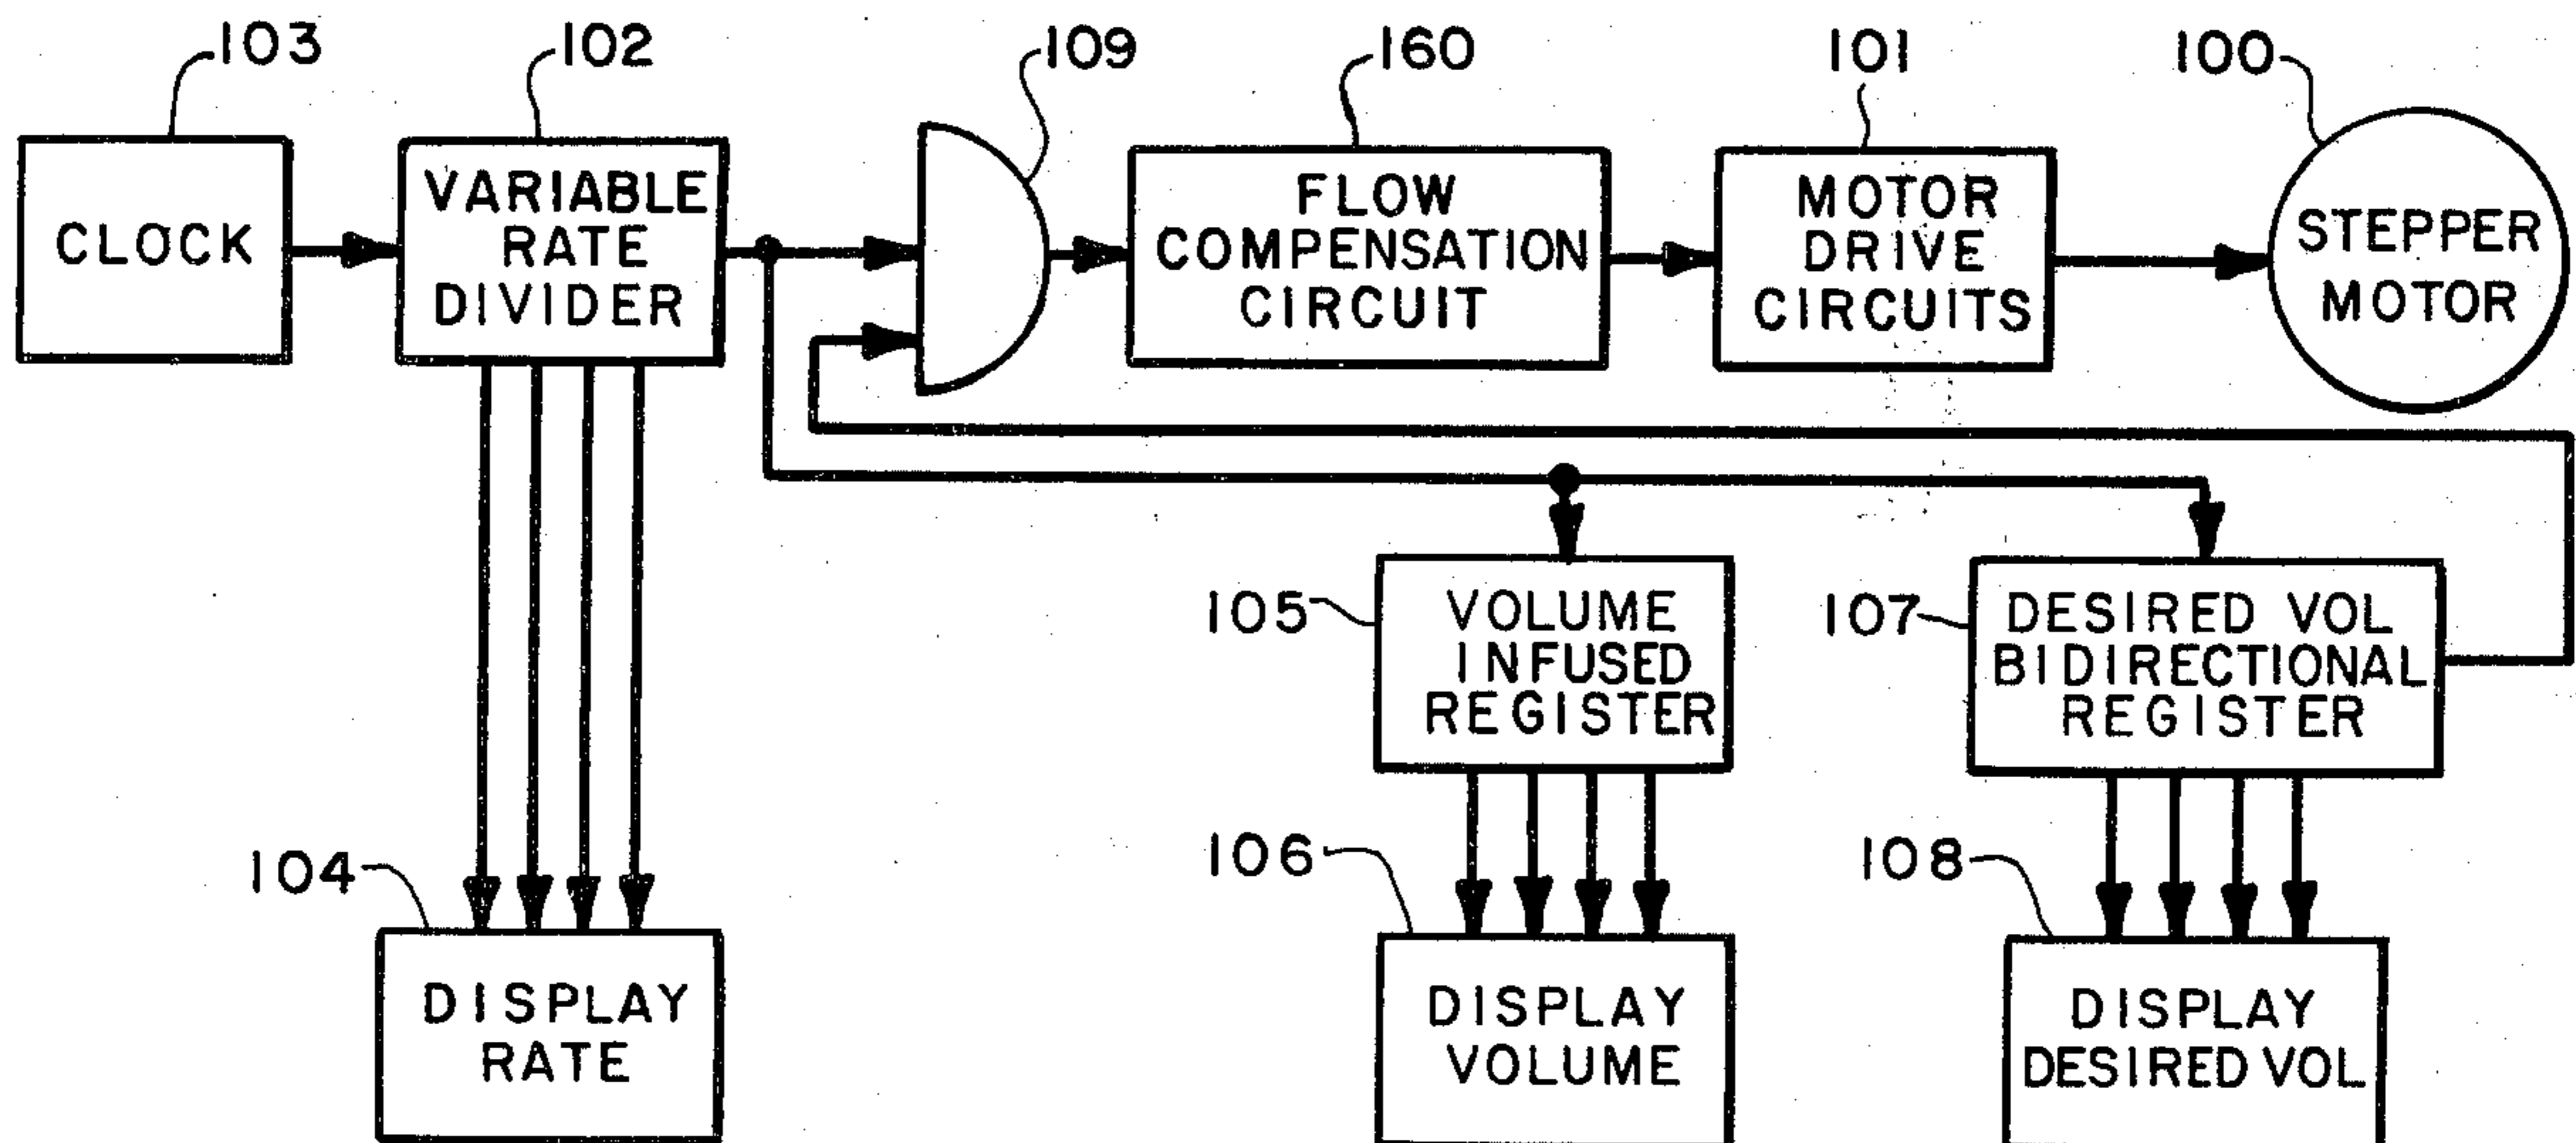 103
102
109
160
101
100
CLOCK
VARIABLE
RATE
DIVIDER
FLOW
COMPENSATION
CIRCUIT
MOTOR
DRIVE
CIRCUITS
STEPPER
MOTOR
105
VOLUME
INFUSED
REGISTER
107
DESIRED VOL
BIDIRECTIONAL
REGISTER
104
DISPLAY
RATE
106
DISPLAY
VOLUME
108
DISPLAY
DESIRED VOL